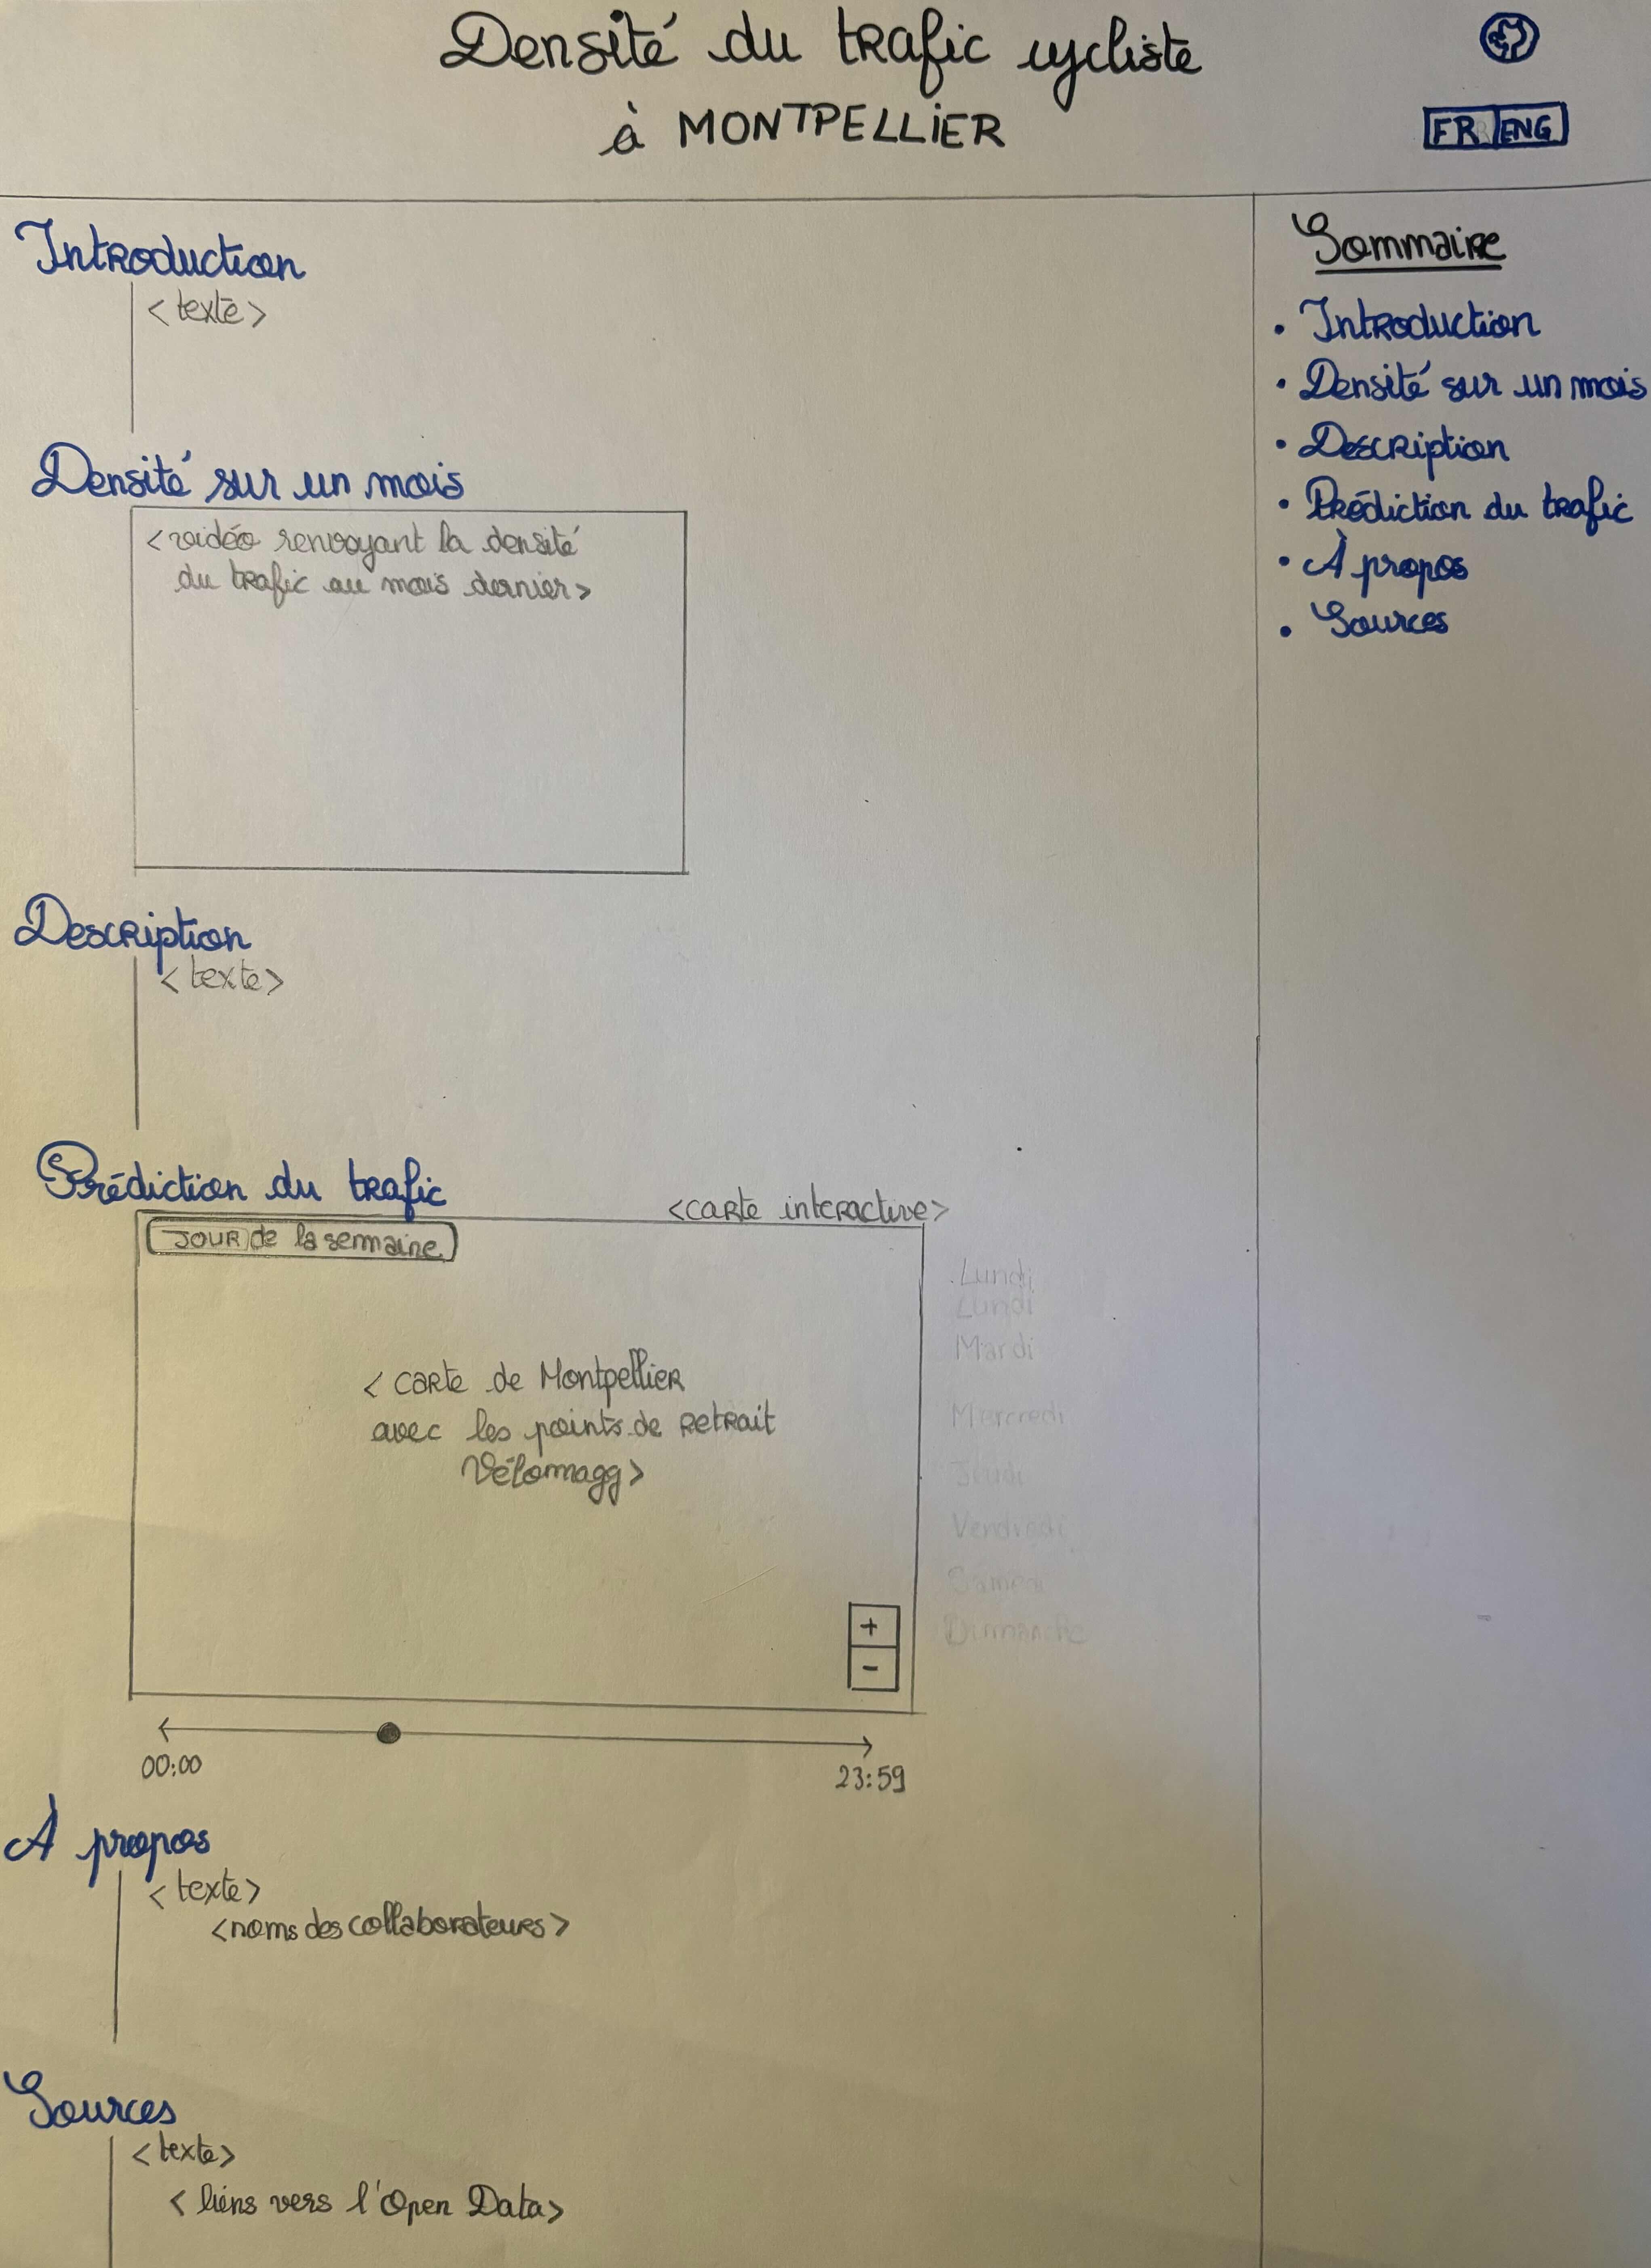 Densité du trafic cycliste
à MONTPELLIER
FR ENG
Introduction
<texte>
Densité sur un mois
<vidéo renvoyant la densité
du trafic au mois dernier>
Description
<texte>
Prédiction du trafic
<carte interactive>
JOUR de la semaine
<carte de Montpellier
avec les points de retrait
Vélomagg>
+
-
00:00
23:59
Lundi
Lundi
Mardi
Mercredi
Jeudi
Vendredi
Samedi
Dimanche
À propos
<texte>
<noms des collaborateurs>
Sources
<texte>
<liens vers l'Open Data>
Sommaire
• Introduction
• Densité sur un mois
• Description
• Prédiction du trafic
• À propos
• Sources